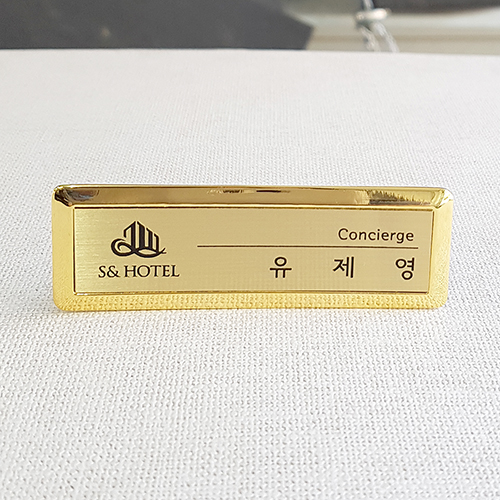 Concierge
S& HOTEL
유 제 영